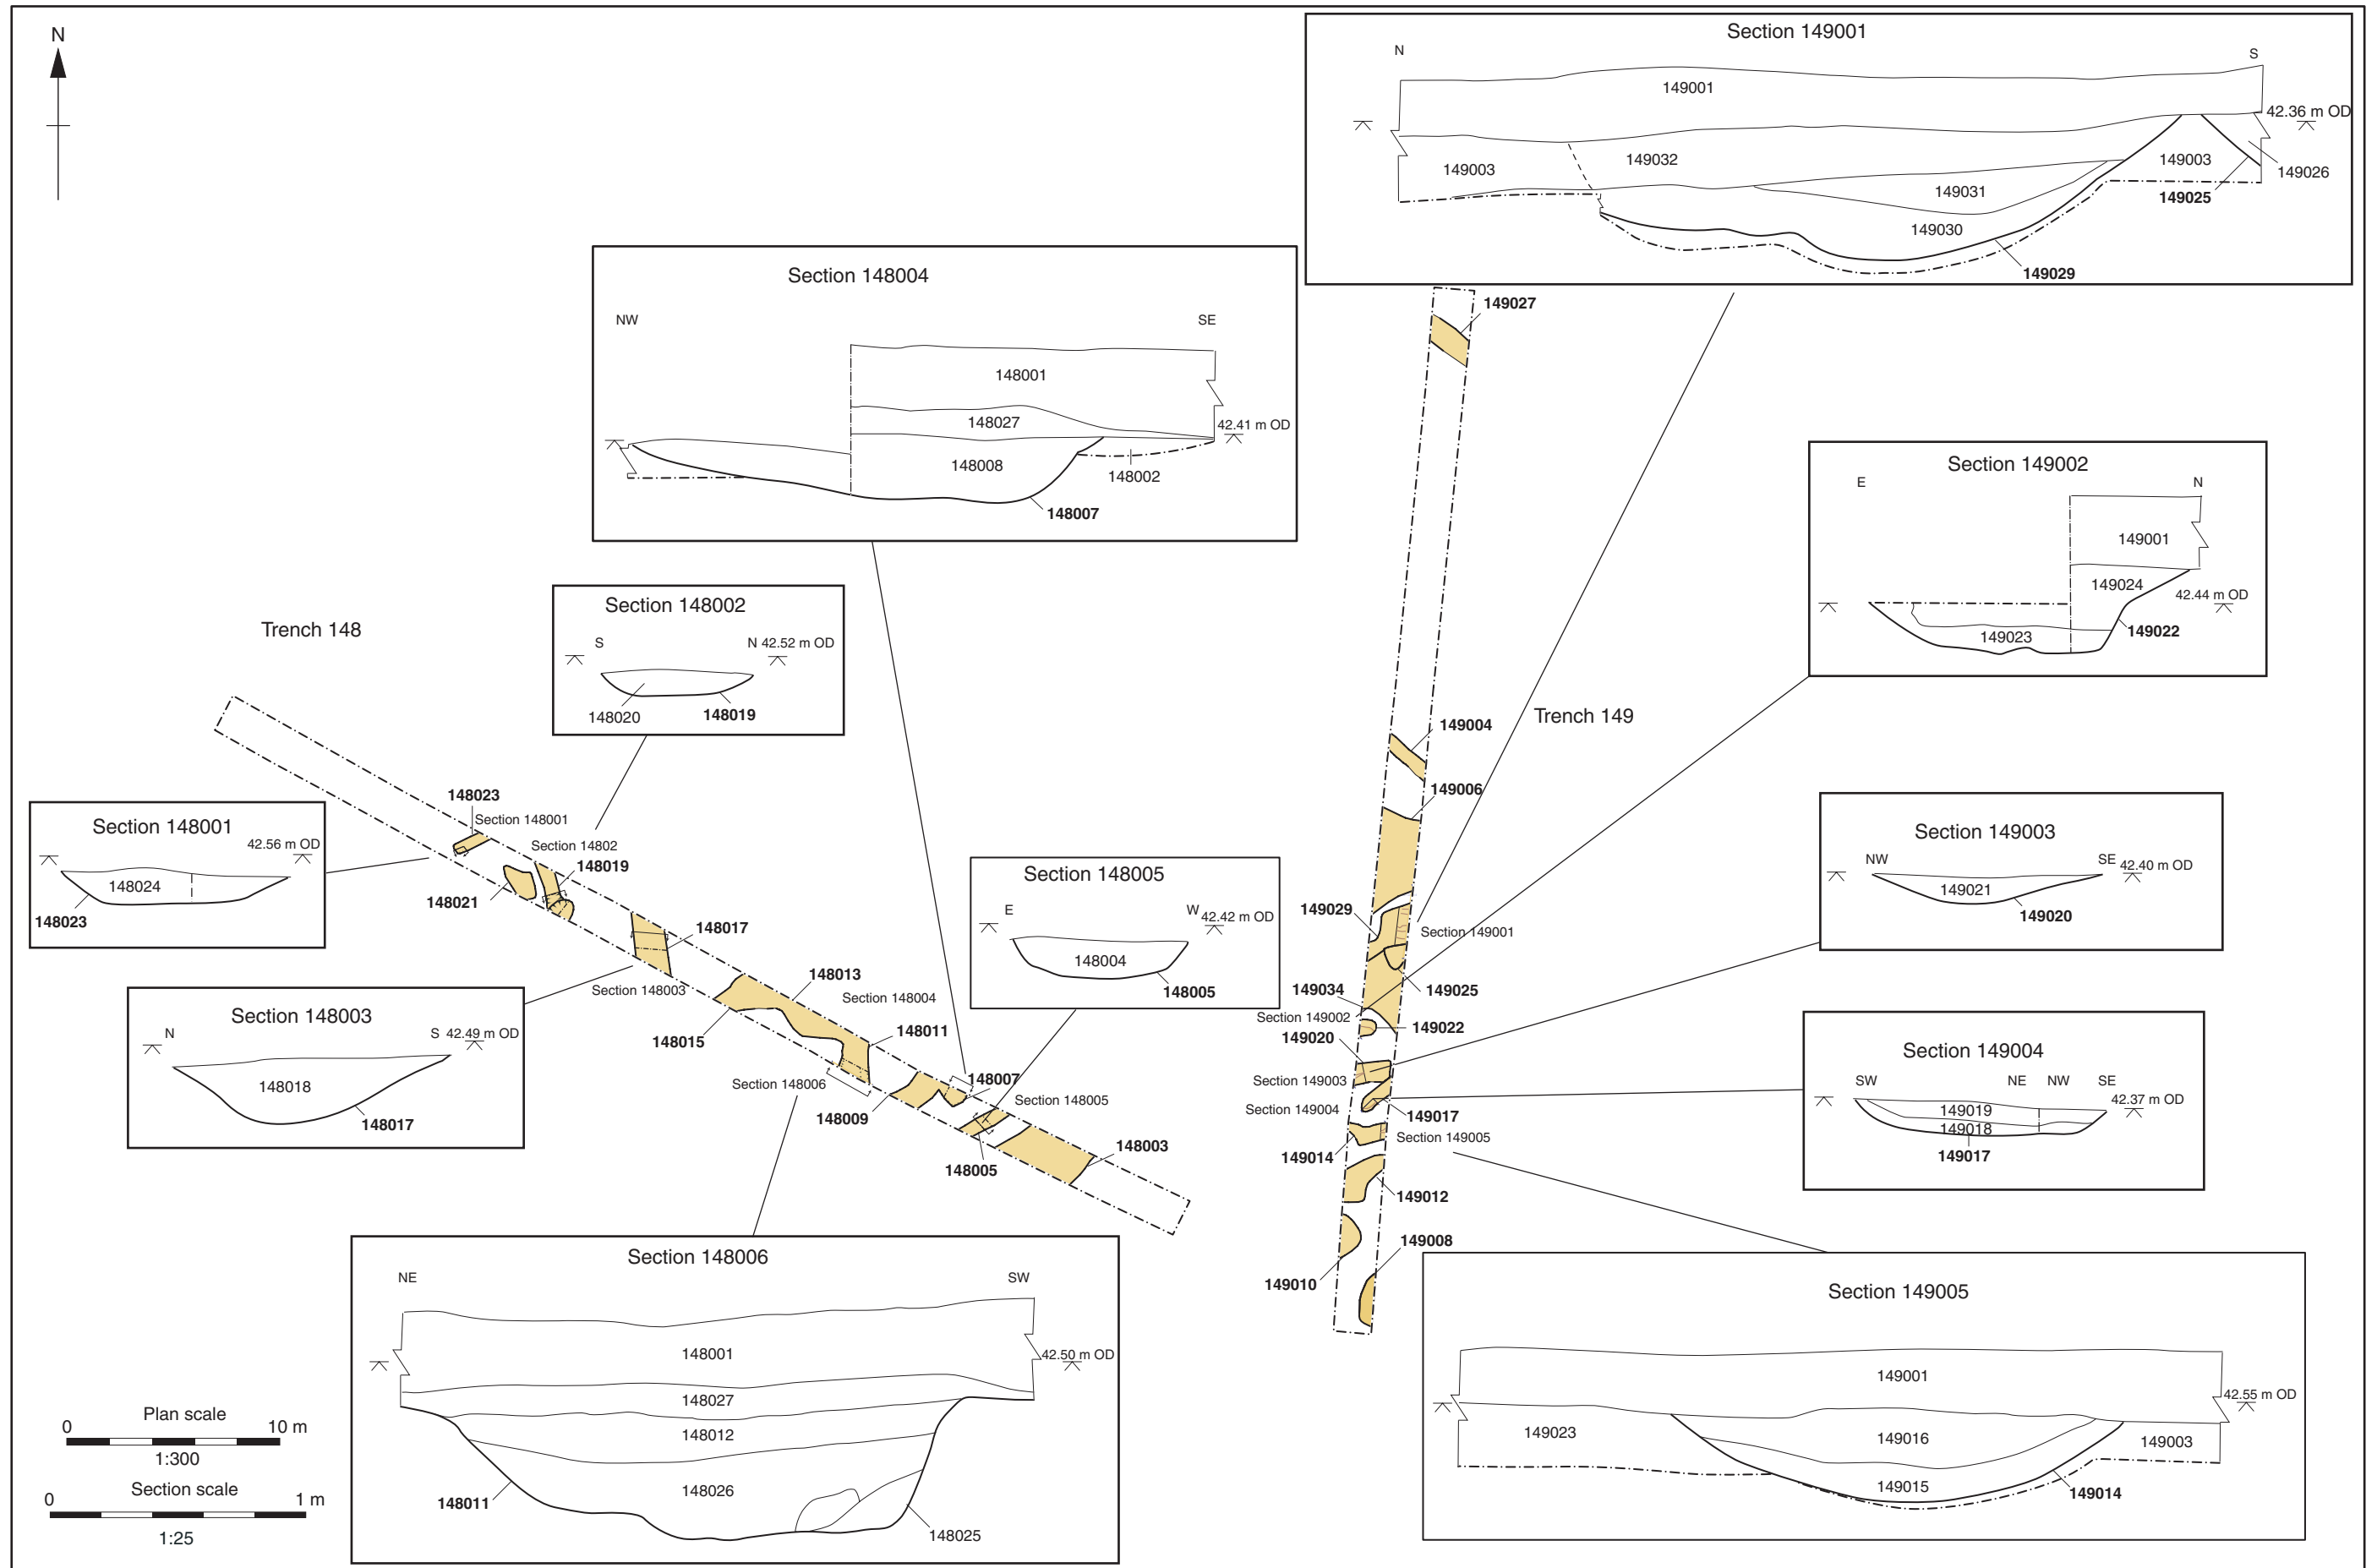 N
Section 149001
N
S
149001
42.36 m OD
149003
149032
149003
149026
149031
149025
149030
149029
Section 148004
NW
SE
148001
148027
42.41 m OD
148008
148002
148007
149027
Section 149002
E
N
149001
149024
42.44 m OD
149023
149022
Section 148002
S
N 42.52 m OD
148020
148019
Trench 148
Trench 149
149004
149006
148023
Section 148001
Section 14802
148019
148021
Section 148001
42.56 m OD
148024
148023
148017
Section 148003
Section 148003
N
S 42.49 m OD
148018
148017
148013
Section 148004
148011
148015
Section 148006
148009
148007
Section 148005
148005
148003
Section 148005
E
W 42.42 m OD
148004
148005
149029
Section 149001
149025
149034
Section 149002
149022
149020
Section 149003
Section 149004
149017
Section 149005
149014
149012
149008
149010
Section 149003
NW
SE 42.40 m OD
149021
149020
Section 149004
SW
NE
NW
SE
42.37 m OD
149019
149018
149017
Section 148006
NE
SW
148001
42.50 m OD
148027
148012
148026
148011
148025
Section 149005
149001
42.55 m OD
149023
149016
149003
149015
149014
Plan scale
0
10 m
1:300
Section scale
0
1 m
1:25